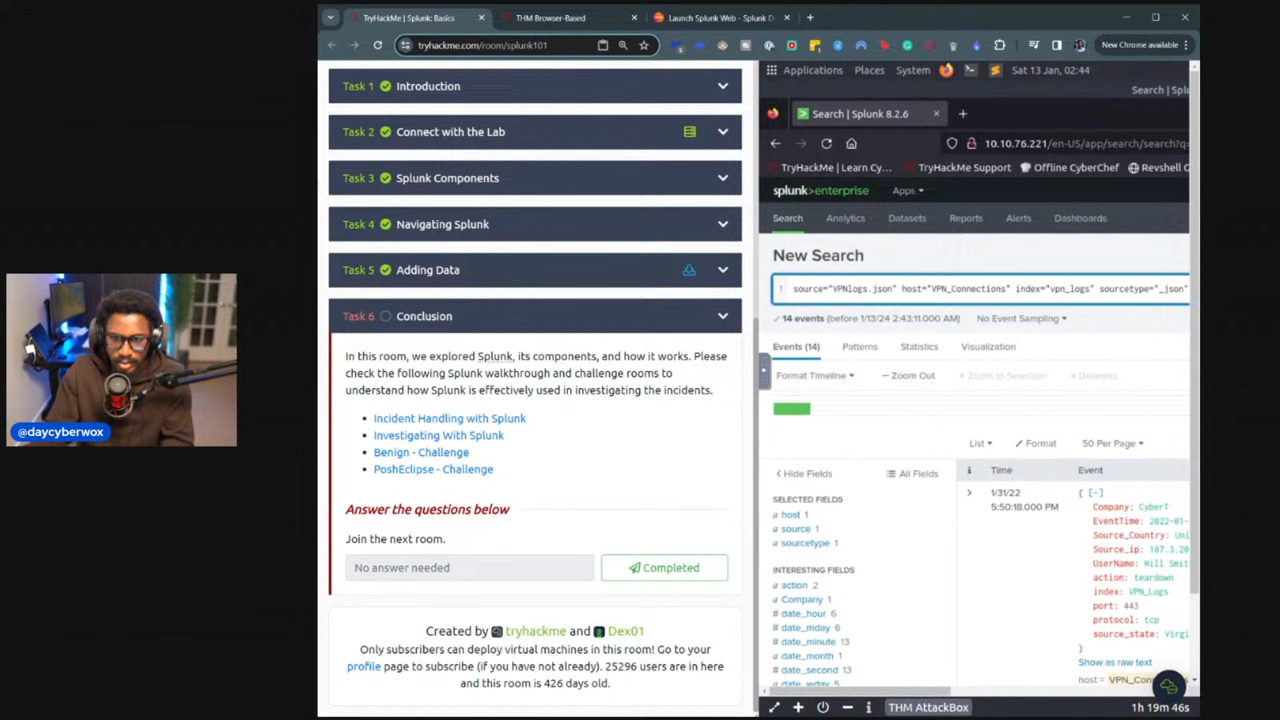 TryHackMe | Splunk: Basics
THM Browser-Based
Launch Splunk Web - Splunk D
tryhackme.com/room/splunk101
New Chrome available
Task 1 Introduction
Task 2 Connect with the Lab
Task 3 Splunk Components
Task 4 Navigating Splunk
Task 5 Adding Data
Task 6 Conclusion
In this room, we explored Splunk, its components, and how it works. Please
check the following Splunk walkthrough and challenge rooms to
understand how Splunk is effectively used in investigating the incidents.
Incident Handling with Splunk
Investigating With Splunk
Benign - Challenge
PoshEclipse - Challenge
Answer the questions below
Join the next room.
No answer needed
Completed
Created by tryhackme and Dex01
Only subscribers can deploy virtual machines in this room! Go to your
profile page to subscribe (if you have not already). 25296 users are in here
and this room is 426 days old.
@daycyberwox
Applications Places System Sat 13 Jan, 02:44
Search | Splu
Search | Splunk 8.2.6
10.10.76.221/en-US/app/search/search?q=
TryHackMe | Learn Cy... TryHackMe Support Offline CyberChef Revshell G
splunk>enterprise Apps
Search Analytics Datasets Reports Alerts Dashboards
New Search
1 source="VPNlogs.json" host="VPN_Connections" index="vpn_logs" sourcetype="_json"
14 events (before 1/13/24 2:43:11.000 AM) No Event Sampling
Events (14) Patterns Statistics Visualization
Format Timeline — Zoom Out + Zoom to Selection × Deselect
List Format 50 Per Page
< Hide Fields All Fields
i Time Event
SELECTED FIELDS
a host 1
a source 1
a sourcetype 1
INTERESTING FIELDS
a action 2
a Company 1
# date_hour 6
# date_mday 6
# date_minute 13
a date_month 1
# date_second 13
a date_wday 5
1/31/22
5:50:18.000 PM
{ [-]
Company: CyberT
EventTime: 2022-01-
Source_Country: Uni
Source_ip: 107.3.20
UserName: Will Smit
action: teardown
index: VPN_Logs
port: 443
protocol: tcp
source_state: Virgi
}
Show as raw text
host = VPN_Con
THM AttackBox
1h 19m 46s